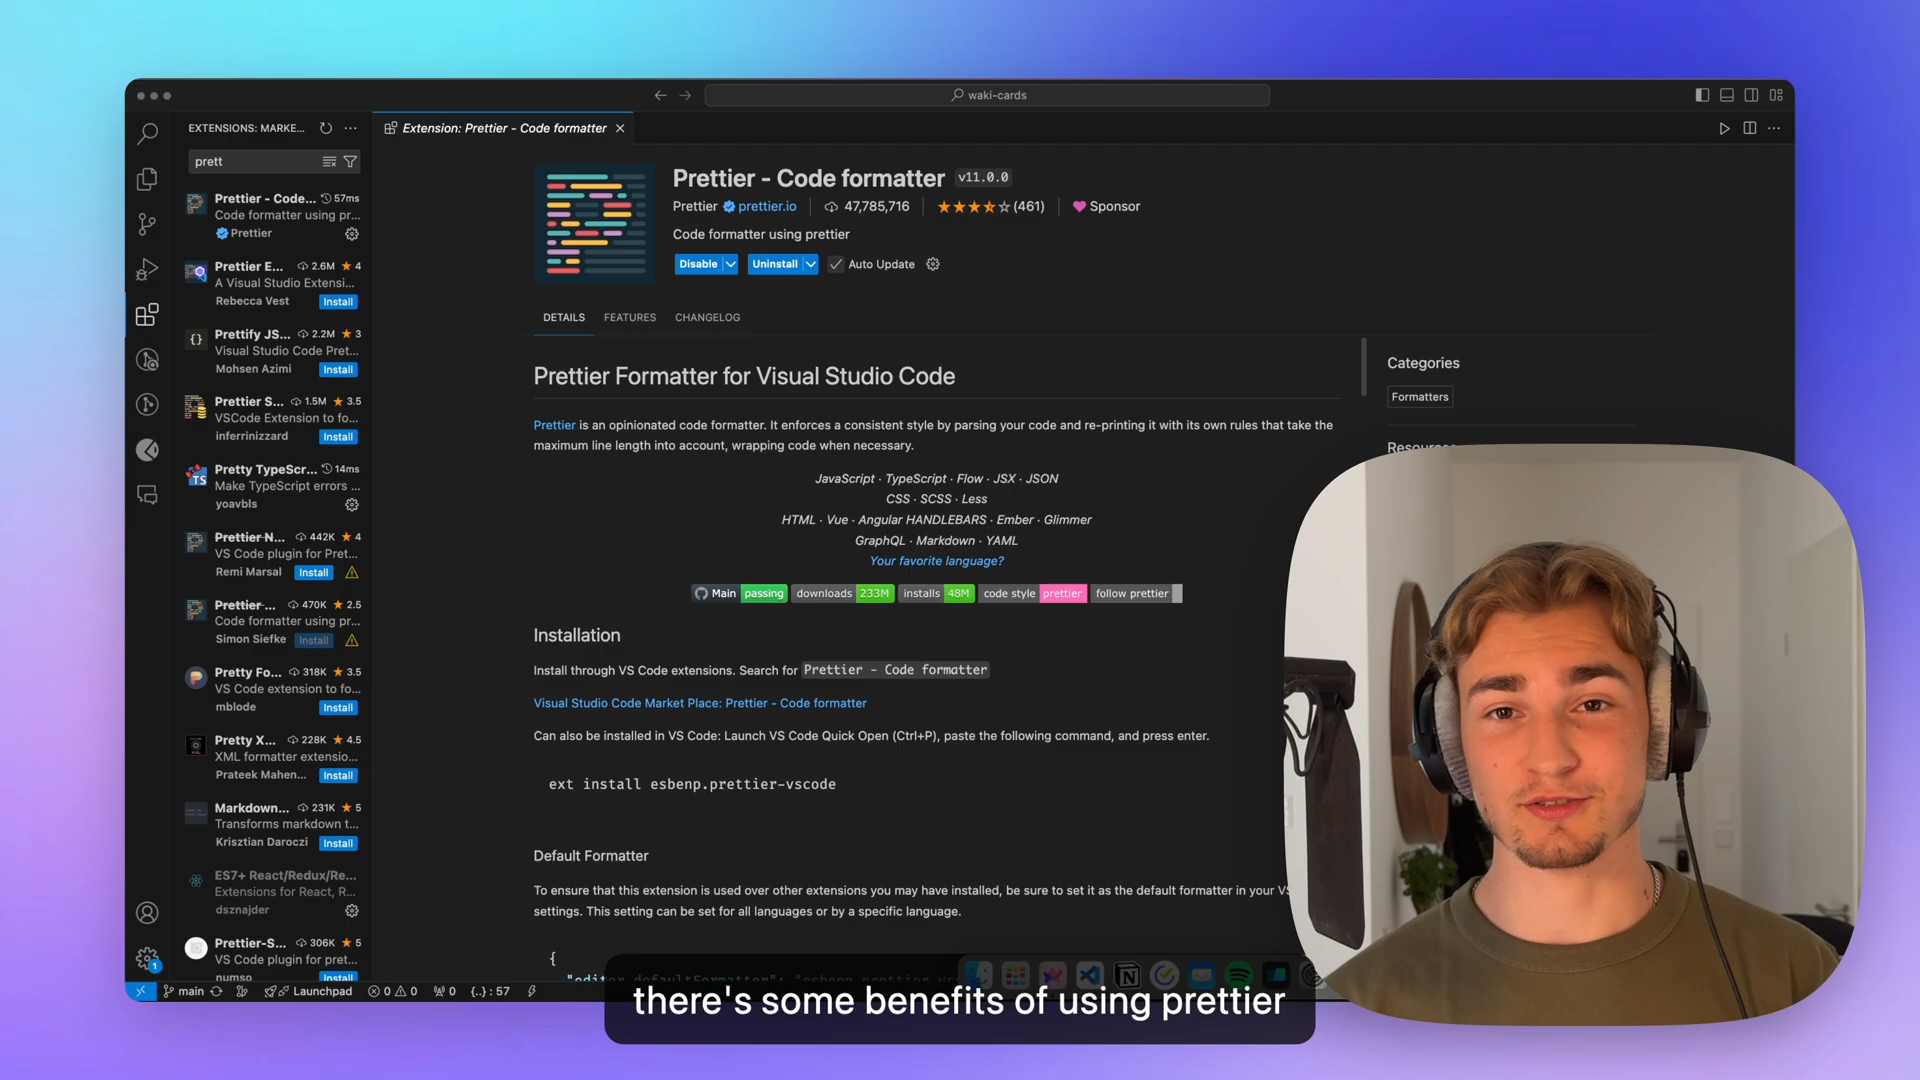 waki-cards
EXTENSIONS: MARKE...
prett
Prettier - Code... 57ms
Code formatter using pr...
Prettier
Prettier E... 2.6M ★ 4
A Visual Studio Extensi...
Rebecca Vest Install
{} Prettify JS... 2.2M ★ 3
Visual Studio Code Pret...
Mohsen Azimi Install
Prettier S... 1.5M ★ 3.5
VSCode Extension to fo...
inferrinizzard Install
TS Pretty TypeScr... 14ms
Make TypeScript errors ...
yoavbls
Prettier N... 442K ★ 4
VS Code plugin for Pret...
Remi Marsal Install
Prettier ... 470K ★ 2.5
Code formatter using pr...
Simon Siefke Install
Pretty Fo... 318K ★ 3.5
VS Code extension to fo...
mblode Install
Pretty X... 228K ★ 4.5
XML formatter extensio...
Prateek Mahen... Install
Markdown... 231K ★ 5
Transforms markdown t...
Krisztian Daroczi Install
ES7+ React/Redux/Re...
Extensions for React, R...
dsznajder
Prettier-S... 306K ★ 5
VS Code plugin for pret...
numso Install
1
Extension: Prettier - Code formatter
Prettier - Code formatter v11.0.0
Prettier prettier.io | 47,785,716 | ★★★☆ (461) | Sponsor
Code formatter using prettier
Disable Uninstall Auto Update
DETAILS FEATURES CHANGELOG
Prettier Formatter for Visual Studio Code
Prettier is an opinionated code formatter. It enforces a consistent style by parsing your code and re-printing it with its own rules that take the
maximum line length into account, wrapping code when necessary.
JavaScript · TypeScript · Flow · JSX · JSON
CSS · SCSS · Less
HTML · Vue · Angular HANDLEBARS · Ember · Glimmer
GraphQL · Markdown · YAML
Your favorite language?
Main passing downloads 233M installs 48M code style prettier follow prettier
Installation
Install through VS Code extensions. Search for Prettier - Code formatter
Visual Studio Code Market Place: Prettier - Code formatter
Can also be installed in VS Code: Launch VS Code Quick Open (Ctrl+P), paste the following command, and press enter.
ext install esbenp.prettier-vscode
Default Formatter
To ensure that this extension is used over other extensions you may have installed, be sure to set it as the default formatter in your VS
settings. This setting can be set for all languages or by a specific language.
{
Categories
Formatters
Resources
main Launchpad 0 0 0 {..} : 57
there's some benefits of using prettier